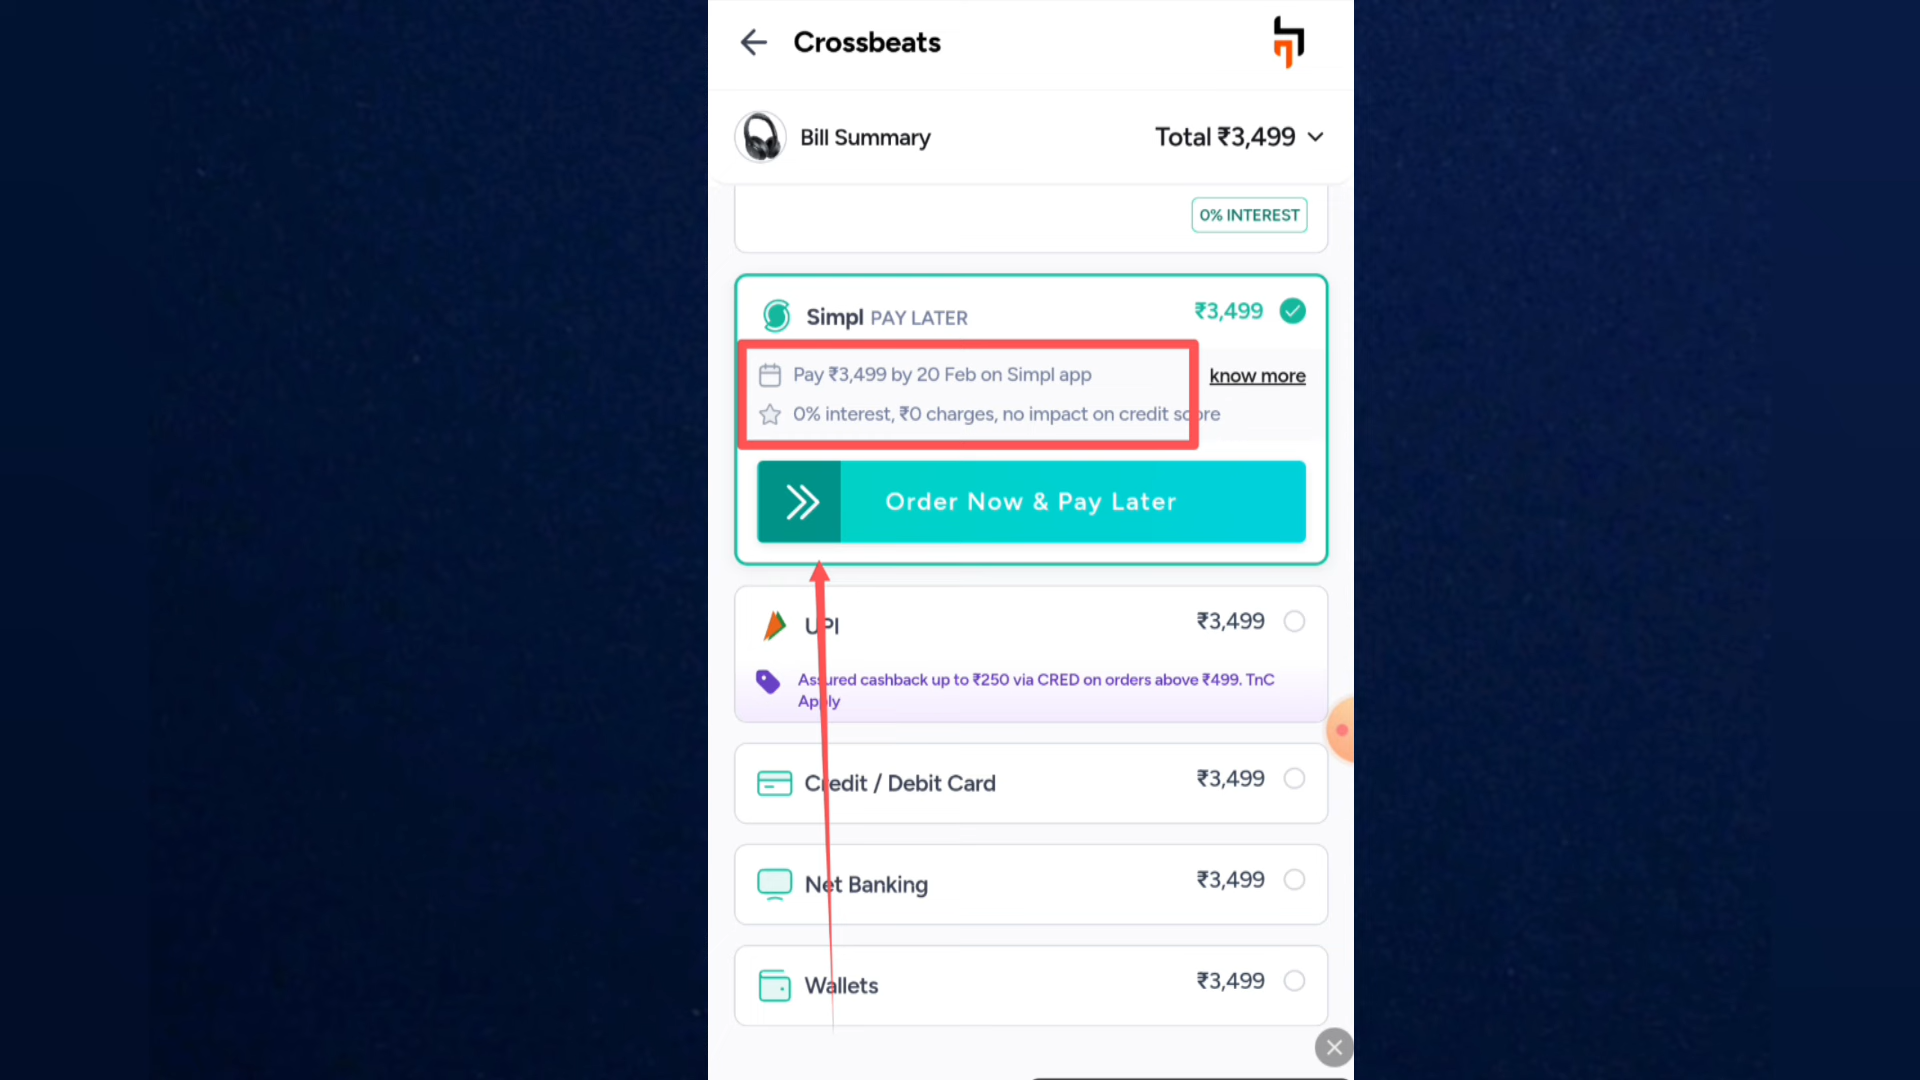 Crossbeats
Bill Summary
Total ₹3,499
0% INTEREST
Simpl PAY LATER
₹3,499
Pay ₹3,499 by 20 Feb on Simpl app
know more
0% interest, ₹0 charges, no impact on credit score
Order Now & Pay Later
UPI
₹3,499
Assured cashback up to ₹250 via CRED on orders above ₹499. TnC
Apply
Credit / Debit Card
₹3,499
Net Banking
₹3,499
Wallets
₹3,499